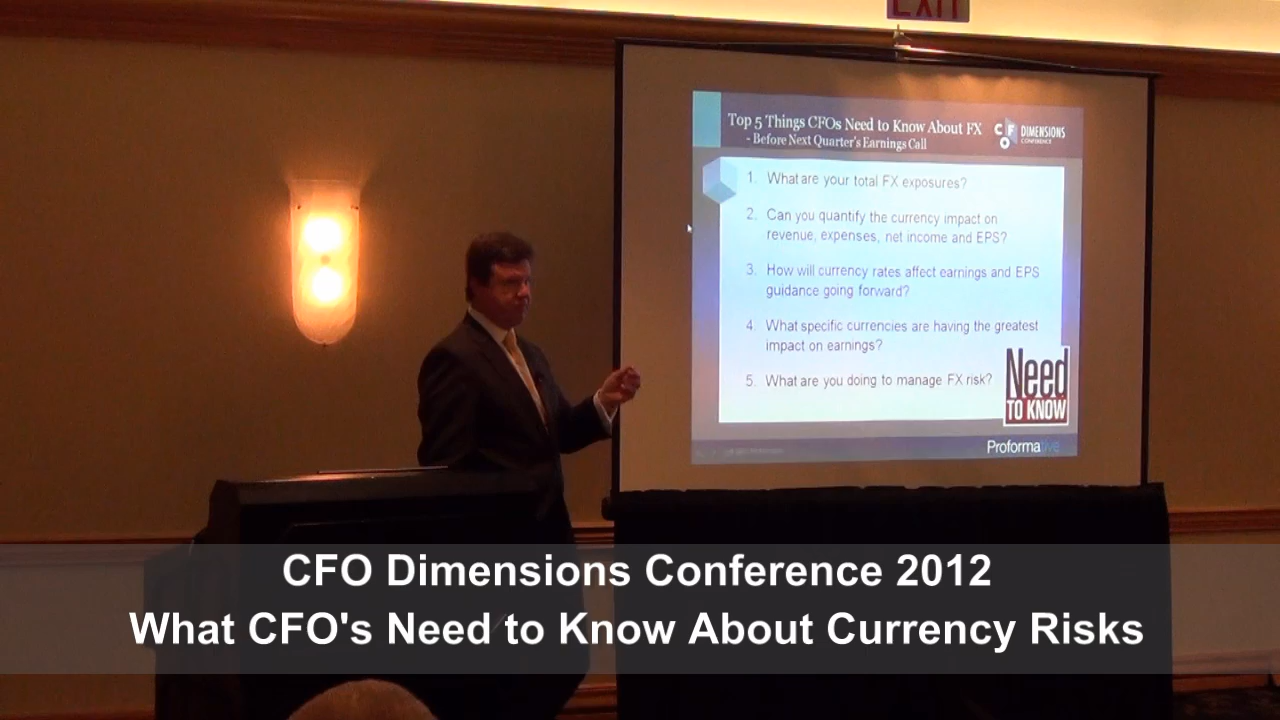 EXIT
Top 5 Things CFOs Need to Know About FX
- Before Next Quarter's Earnings Call
CFO DIMENSIONS
CONFERENCE
1. What are your total FX exposures?
2. Can you quantify the currency impact on
revenue, expenses, net income and EPS?
3. How will currency rates affect earnings and EPS
guidance going forward?
4. What specific currencies are having the greatest
impact on earnings?
5. What are you doing to manage FX risk?
Need
TO KNOW
Proformative
CFO Dimensions Conference 2012
What CFO's Need to Know About Currency Risks